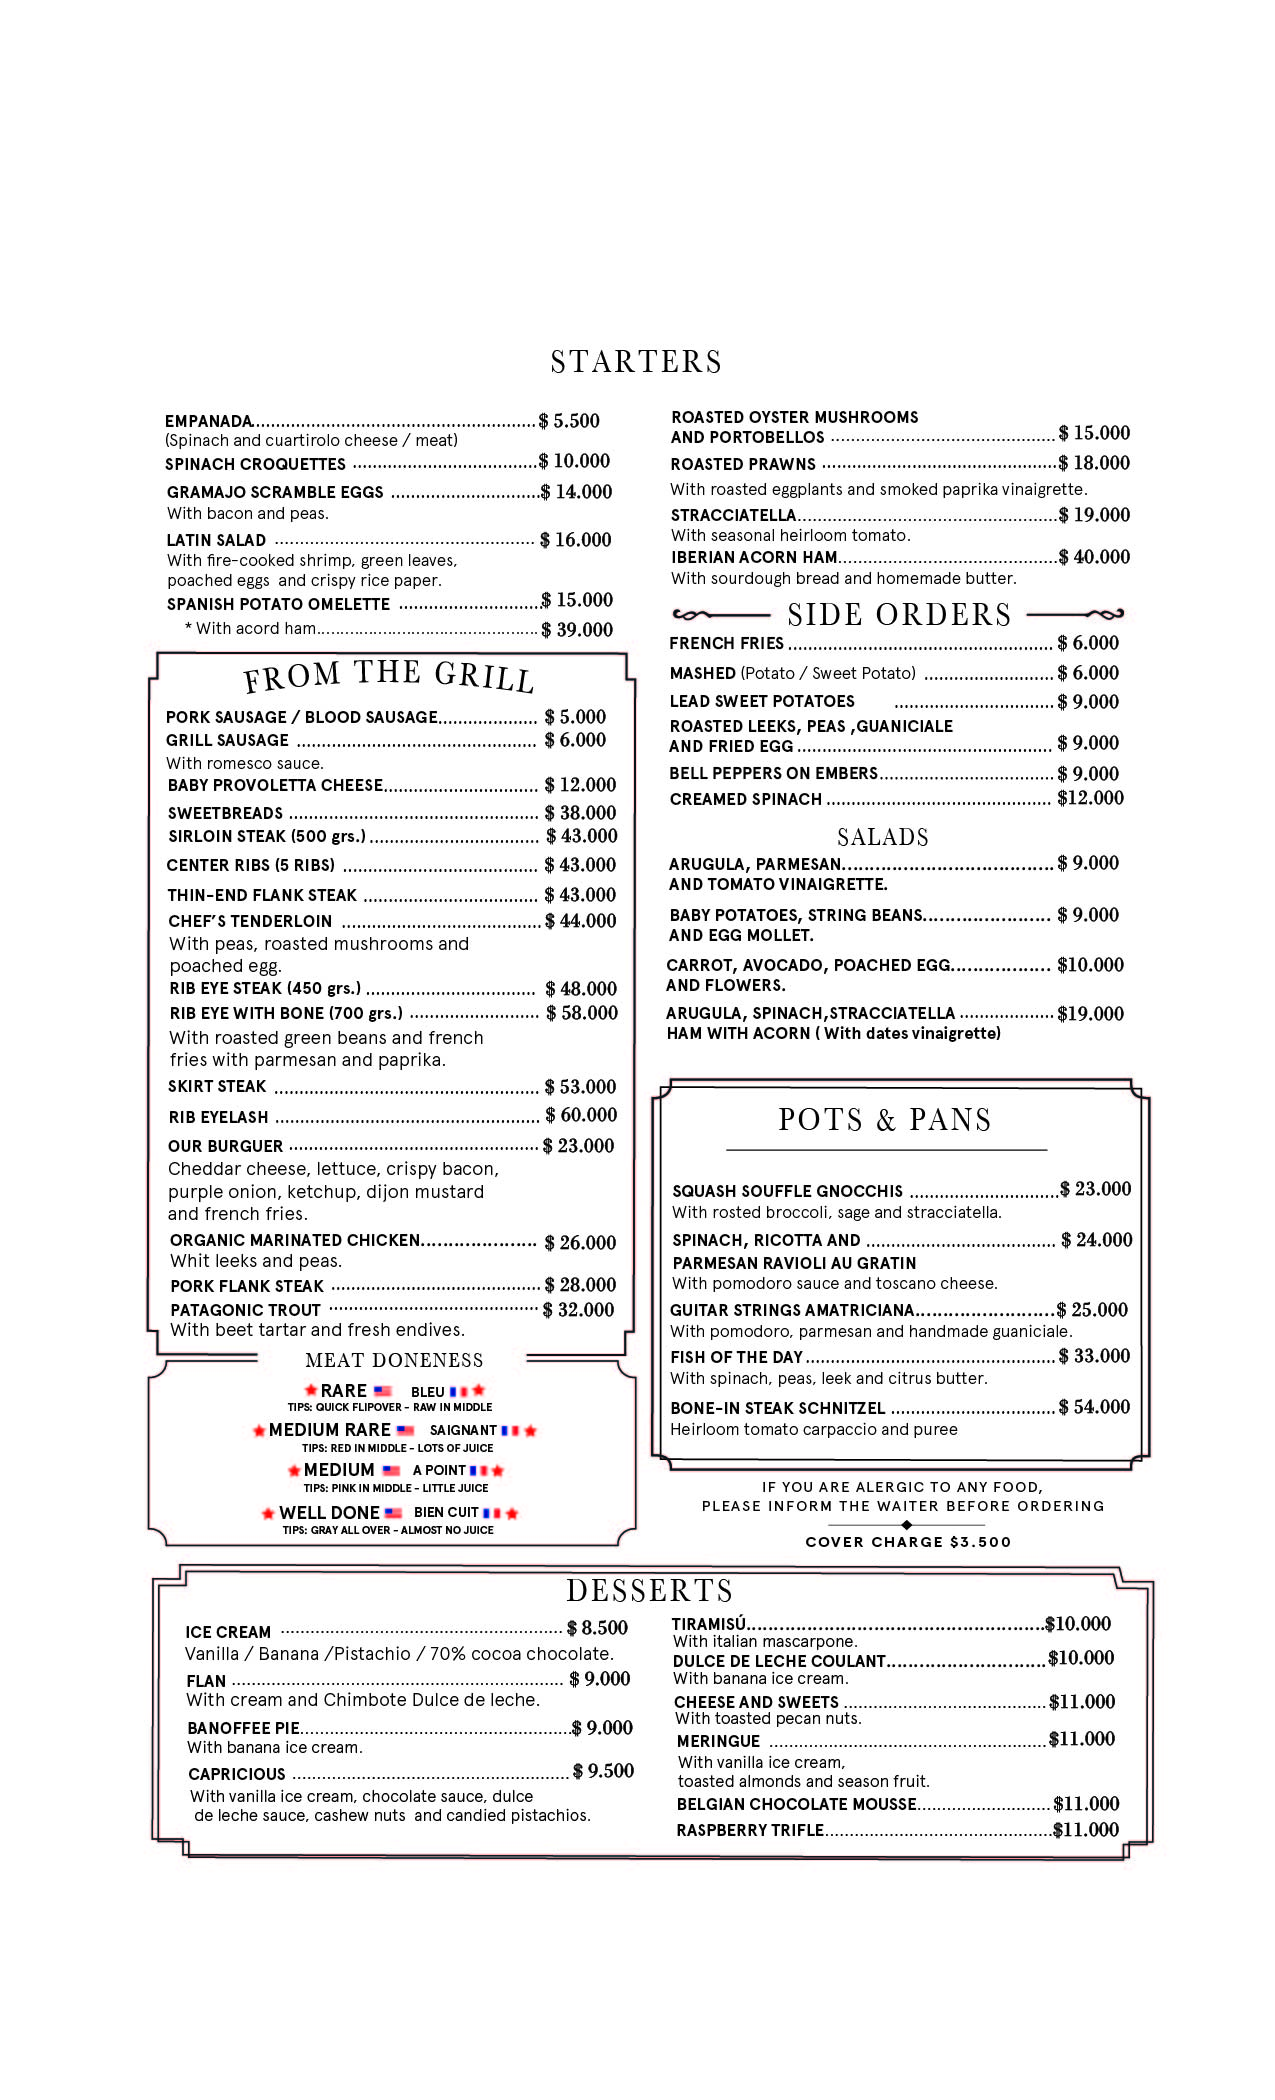 STARTERS
EMPANADA........................................................$ 5.500
(Spinach and cuartirolo cheese / meat)
SPINACH CROQUETTES .....................................$ 10.000
GRAMAJO SCRAMBLE EGGS ..............................$ 14.000
With bacon and peas.
LATIN SALAD .................................................... $ 16.000
With fire-cooked shrimp, green leaves,
poached eggs and crispy rice paper.
SPANISH POTATO OMELETTE .............................$ 15.000
* With acord ham............................................. $ 39.000
ROASTED OYSTER MUSHROOMS
AND PORTOBELLOS .............................................$ 15.000
ROASTED PRAWNS ...............................................$ 18.000
With roasted eggplants and smoked paprika vinaigrette.
STRACCIATELLA....................................................$ 19.000
With seasonal heirloom tomato.
IBERIAN ACORN HAM............................................$ 40.000
With sourdough bread and homemade butter.
FROM THE GRILL
PORK SAUSAGE / BLOOD SAUSAGE.................... $ 5.000
GRILL SAUSAGE ................................................ $ 6.000
With romesco sauce.
BABY PROVOLETTA CHEESE............................... $ 12.000
SWEETBREADS .................................................. $ 38.000
SIRLOIN STEAK (500 grs.) .................................. $ 43.000
CENTER RIBS (5 RIBS) ....................................... $ 43.000
THIN-END FLANK STEAK ................................... $ 43.000
CHEF'S TENDERLOIN ........................................ $ 44.000
With peas, roasted mushrooms and
poached egg.
RIB EYE STEAK (450 grs.) .................................. $ 48.000
RIB EYE WITH BONE (700 grs.) .......................... $ 58.000
With roasted green beans and french
fries with parmesan and paprika.
SKIRT STEAK ..................................................... $ 53.000
RIB EYELASH ..................................................... $ 60.000
OUR BURGUER .................................................. $ 23.000
Cheddar cheese, lettuce, crispy bacon,
purple onion, ketchup, dijon mustard
and french fries.
ORGANIC MARINATED CHICKEN..................... $ 26.000
Whit leeks and peas.
PORK FLANK STEAK .......................................... $ 28.000
PATAGONIC TROUT .......................................... $ 32.000
With beet tartar and fresh endives.
SIDE ORDERS
FRENCH FRIES ..................................................... $ 6.000
MASHED (Potato / Sweet Potato) .......................... $ 6.000
LEAD SWEET POTATOES ................................ $ 9.000
ROASTED LEEKS, PEAS ,GUANICIALE
AND FRIED EGG ................................................... $ 9.000
BELL PEPPERS ON EMBERS................................... $ 9.000
CREAMED SPINACH ............................................. $12.000
SALADS
ARUGULA, PARMESAN..................................... $ 9.000
AND TOMATO VINAIGRETTE.
BABY POTATOES, STRING BEANS...................... $ 9.000
AND EGG MOLLET.
CARROT, AVOCADO, POACHED EGG.................. $10.000
AND FLOWERS.
ARUGULA, SPINACH,STRACCIATELLA ................... $19.000
HAM WITH ACORN ( With dates vinaigrette)
POTS & PANS
SQUASH SOUFFLE GNOCCHIS ..............................$ 23.000
With rosted broccoli, sage and stracciatella.
SPINACH, RICOTTA AND ...................................... $ 24.000
PARMESAN RAVIOLI AU GRATIN
With pomodoro sauce and toscano cheese.
GUITAR STRINGS AMATRICIANA........................$ 25.000
With pomodoro, parmesan and handmade guaniciale.
FISH OF THE DAY.................................................. $ 33.000
With spinach, peas, leek and citrus butter.
BONE-IN STEAK SCHNITZEL ................................. $ 54.000
Heirloom tomato carpaccio and puree
MEAT DONENESS
RARE BLEU
TIPS: QUICK FLIPOVER - RAW IN MIDDLE
MEDIUM RARE SAIGNANT
TIPS: RED IN MIDDLE - LOTS OF JUICE
MEDIUM A POINT
TIPS: PINK IN MIDDLE - LITTLE JUICE
WELL DONE BIEN CUIT
TIPS: GRAY ALL OVER - ALMOST NO JUICE
IF YOU ARE ALERGIC TO ANY FOOD,
PLEASE INFORM THE WAITER BEFORE ORDERING
COVER CHARGE $3.500
DESSERTS
ICE CREAM ........................................................ $ 8.500
Vanilla / Banana /Pistachio / 70% cocoa chocolate.
FLAN .................................................................. $ 9.000
With cream and Chimbote Dulce de leche.
BANOFFEE PIE......................................................$ 9.000
With banana ice cream.
CAPRICIOUS ....................................................... $ 9.500
With vanilla ice cream, chocolate sauce, dulce
de leche sauce, cashew nuts and candied pistachios.
TIRAMISÚ....................................................$10.000
With italian mascarpone.
DULCE DE LECHE COULANT............................$10.000
With banana ice cream.
CHEESE AND SWEETS .........................................$11.000
With toasted pecan nuts.
MERINGUE .......................................................$11.000
With vanilla ice cream,
toasted almonds and season fruit.
BELGIAN CHOCOLATE MOUSSE........................... $11.000
RASPBERRY TRIFLE..............................................$11.000